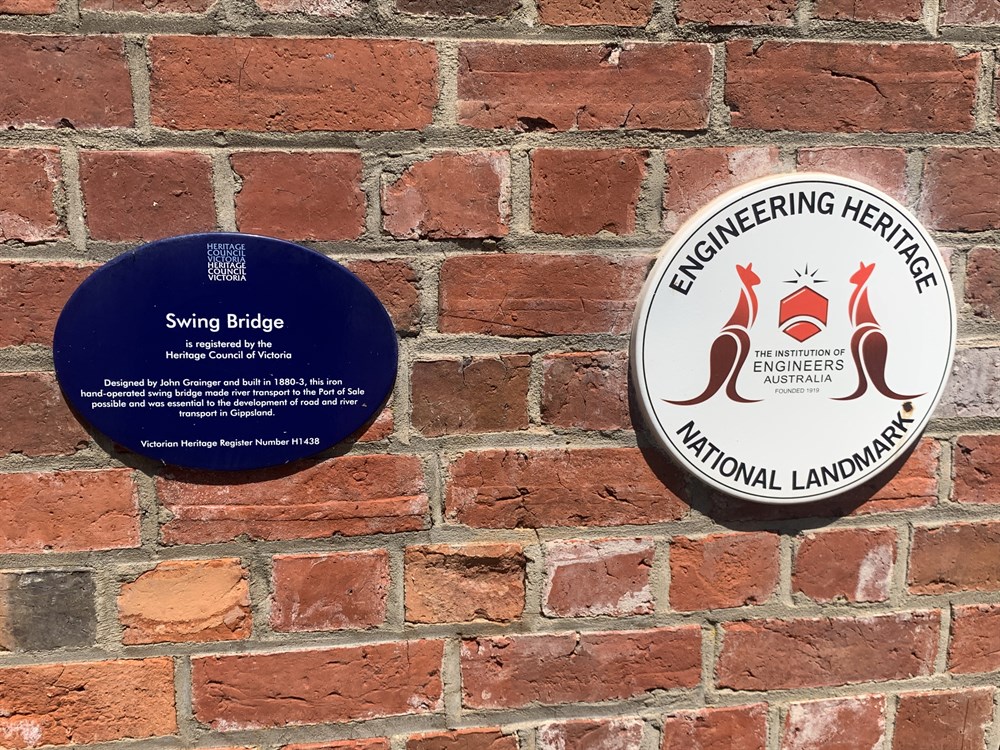 HERITAGE
COUNCIL
VICTORIA
HERITAGE
COUNCIL
VICTORIA
Swing Bridge
is registered by the
Heritage Council of Victoria
Designed by John Grainger and built in 1880-3, this iron
hand-operated swing bridge made river transport to the Port of Sale
possible and was essential to the development of road and river
transport in Gippsland.
Victorian Heritage Register Number H1438
ENGINEERING HERITAGE
THE INSTITUTION OF
ENGINEERS
AUSTRALIA
FOUNDED 1919
NATIONAL LANDMARK